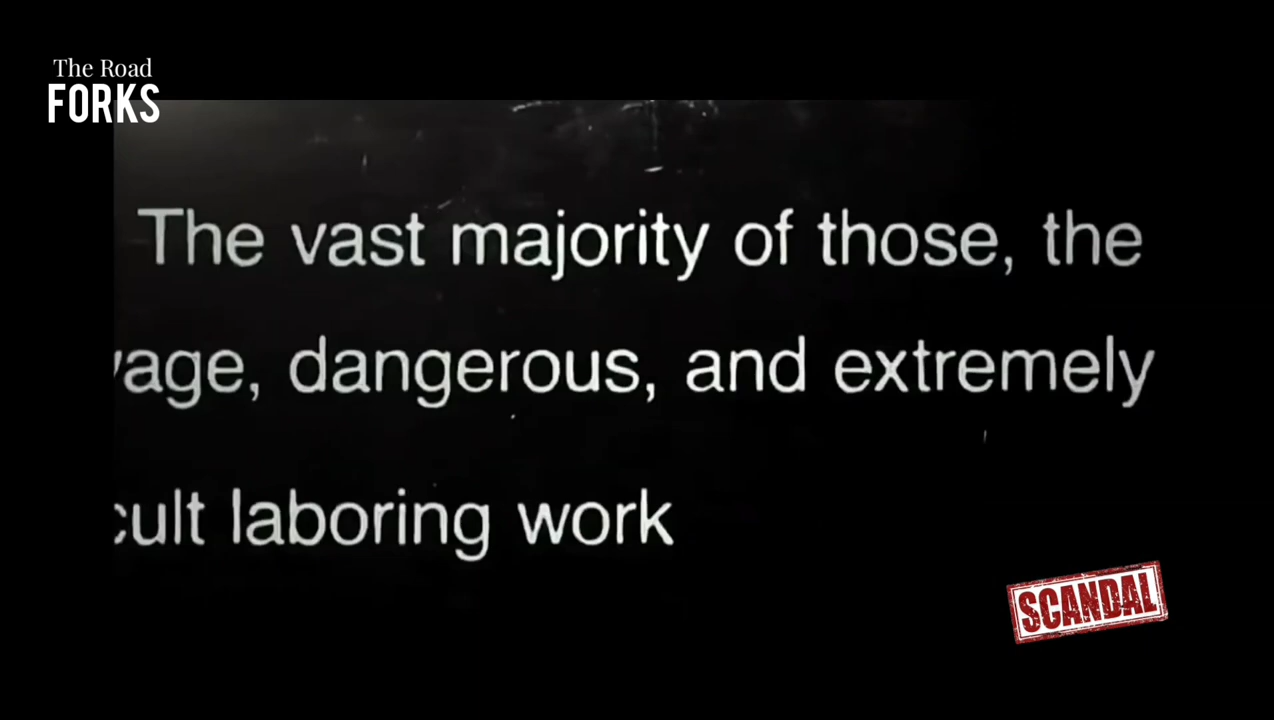 The Road
FORKS
The vast majority of those, the
age, dangerous, and extremely
cult laboring work
SCANDAL